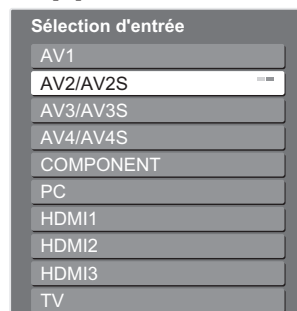 Sélection d'entrée
AV1
AV2/AV2S
AV3/AV3S
AV4/AV4S
COMPONENT
PC
HDMI1
HDMI2
HDMI3
TV